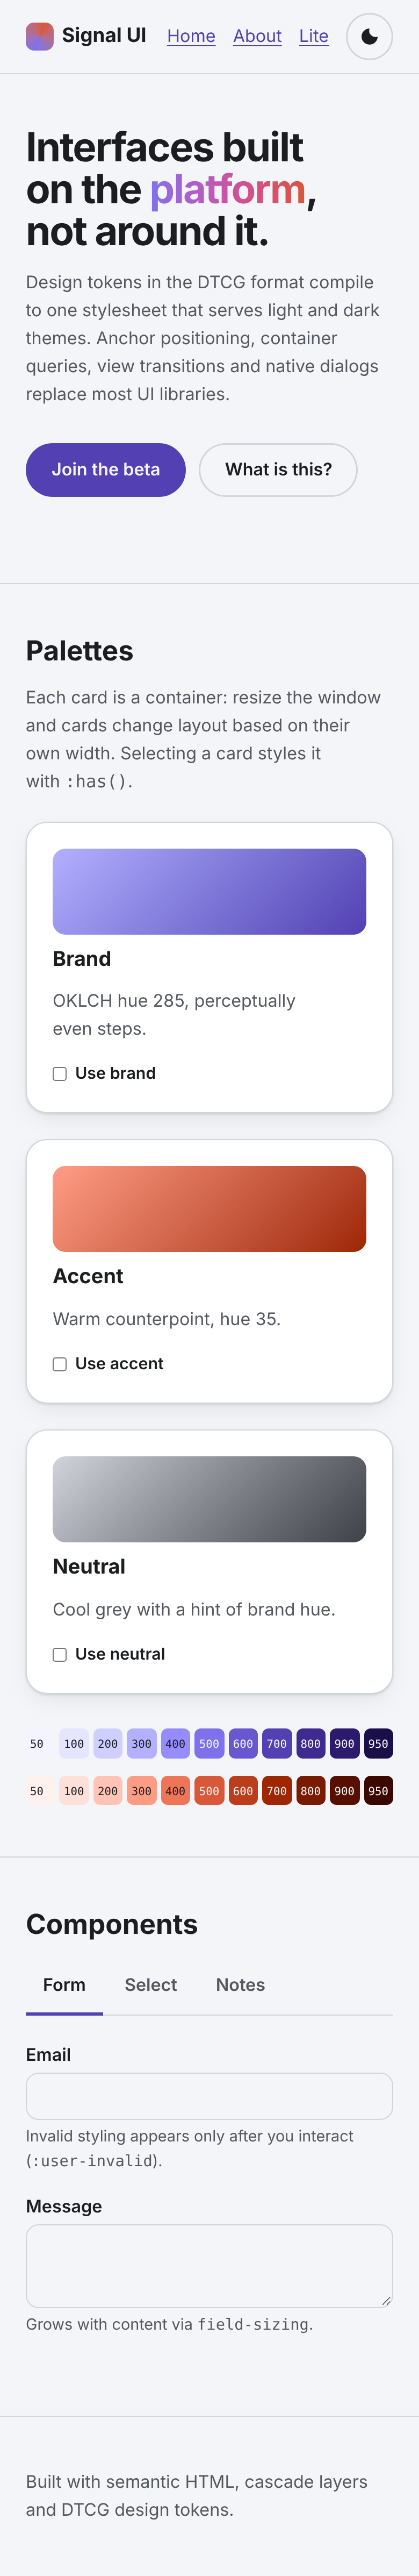 Signal UI Home About Lite
Interfaces built
on the platform,
not around it.
Design tokens in the DTCG format compile
to one stylesheet that serves light and dark
themes. Anchor positioning, container
queries, view transitions and native dialogs
replace most UI libraries.
Join the beta What is this?
Palettes
Each card is a container: resize the window
and cards change layout based on their
own width. Selecting a card styles it
with :has().
Brand
OKLCH hue 285, perceptually
even steps.
Use brand
Accent
Warm counterpoint, hue 35.
Use accent
Neutral
Cool grey with a hint of brand hue.
Use neutral
50 100 200 300 400 500 600 700 800 900 950
50 100 200 300 400 500 600 700 800 900 950
Components
Form Select Notes
Email
Invalid styling appears only after you interact
(:user-invalid).
Message
Grows with content via field-sizing.
Built with semantic HTML, cascade layers
and DTCG design tokens.